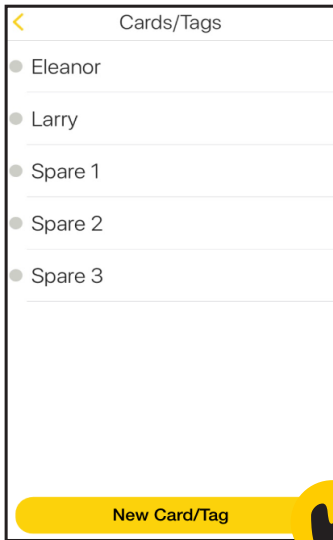 Cards/Tags
Eleanor
Larry
Spare 1
Spare 2
Spare 3
New Card/Tag